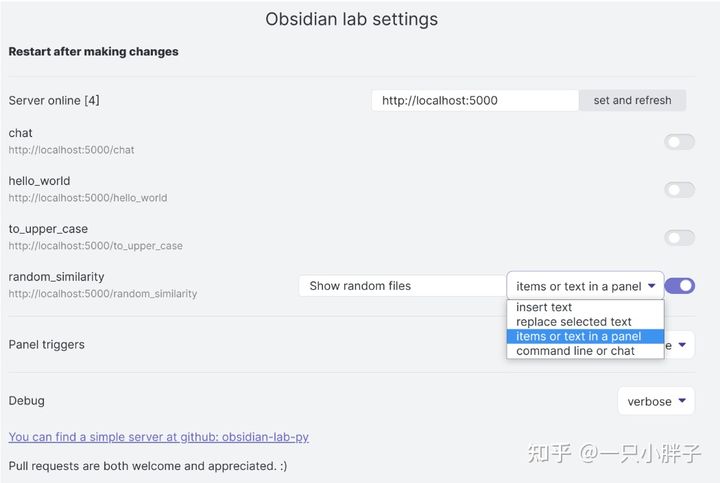 Obsidian lab settings
Restart after making changes
Server online [4]
http://localhost:5000
set and refresh
chat
http://localhost:5000/chat
hello_world
http://localhost:5000/hello_world
to_upper_case
http://localhost:5000/to_upper_case
random_similarity
http://localhost:5000/random_similarity
Show random files
items or text in a panel
insert text
replace selected text
items or text in a panel
command line or chat
Panel triggers
Debug
verbose
You can find a simple server at github: obsidian-lab-py
Pull requests are both welcome and appreciated. :)
知乎 @一只小胖子